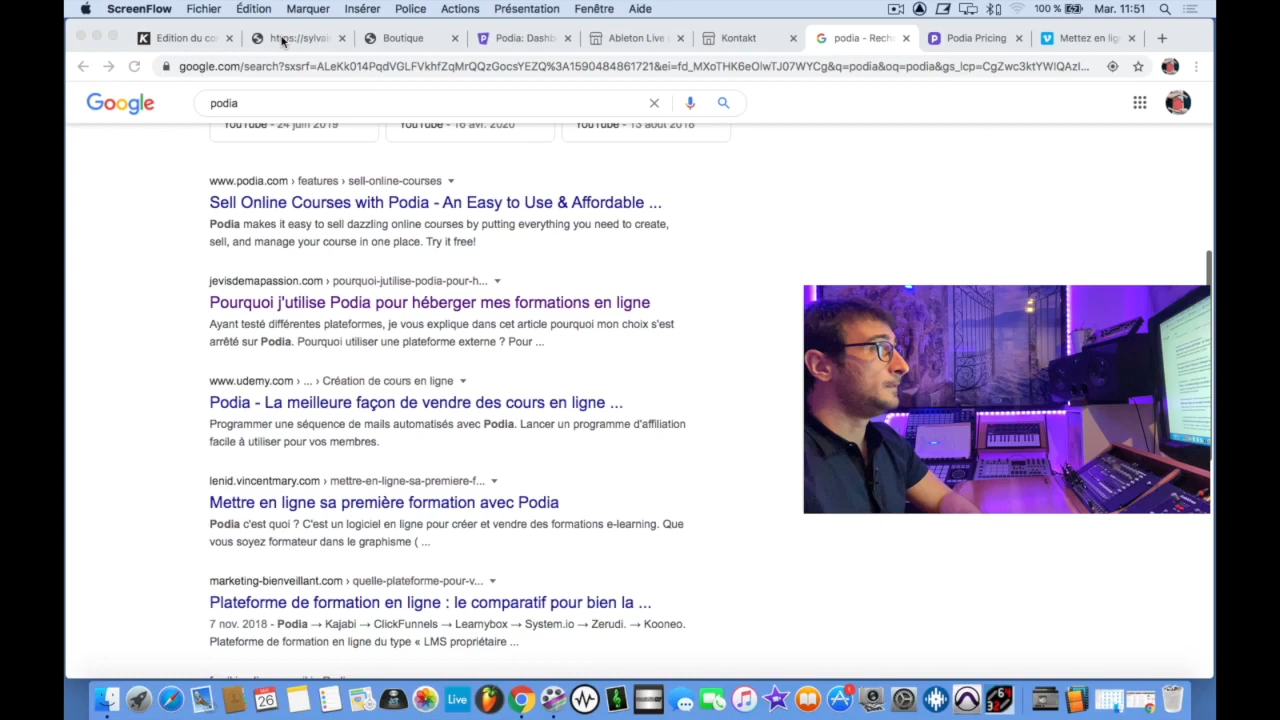 ScreenFlow Fichier Édition Marquer Insérer Police Actions Présentation Fenêtre Aide 100 % Mar. 11:51
Edition du co https://sylvai Boutique Podia: Dashb Ableton Live Kontakt podia - Rech Podia Pricing Mettez en lig
google.com/search?sxsrf=ALeKk014PqdVGLFVkhfZqMrQQzGocsYEZQ%3A1590484861721&ei=fd_MXoTHK6eOlwTJ07WYCg&q=podia&oq=podia&gs_lcp=CgZwc3ktYWIQAzI...
Google podia
YouTube - 24 juin 2019 YouTube - 16 avr. 2020 YouTube - 13 août 2018
www.podia.com › features › sell-online-courses
Sell Online Courses with Podia - An Easy to Use & Affordable ...
Podia makes it easy to sell dazzling online courses by putting everything you need to create,
sell, and manage your course in one place. Try it free!
jevisdemapassion.com › pourquoi-jutilise-podia-pour-h...
Pourquoi j'utilise Podia pour héberger mes formations en ligne
Ayant testé différentes plateformes, je vous explique dans cet article pourquoi mon choix s'est
arrêté sur Podia. Pourquoi utiliser une plateforme externe ? Pour ...
www.udemy.com › ... › Création de cours en ligne
Podia - La meilleure façon de vendre des cours en ligne ...
Programmer une séquence de mails automatisés avec Podia. Lancer un programme d'affiliation
facile à utiliser pour vos membres.
lenid.vincentmary.com › mettre-en-ligne-sa-premiere-f...
Mettre en ligne sa première formation avec Podia
Podia c'est quoi ? C'est un logiciel en ligne pour créer et vendre des formations e-learning. Que
vous soyez formateur dans le graphisme ( ...
marketing-bienveillant.com › quelle-plateforme-pour-v...
Plateforme de formation en ligne : le comparatif pour bien la ...
7 nov. 2018 - Podia → Kajabi → ClickFunnels → Learnybox → System.io → Zerudi. → Kooneo.
Plateforme de formation en ligne du type « LMS propriétaire ...
26 Live 1